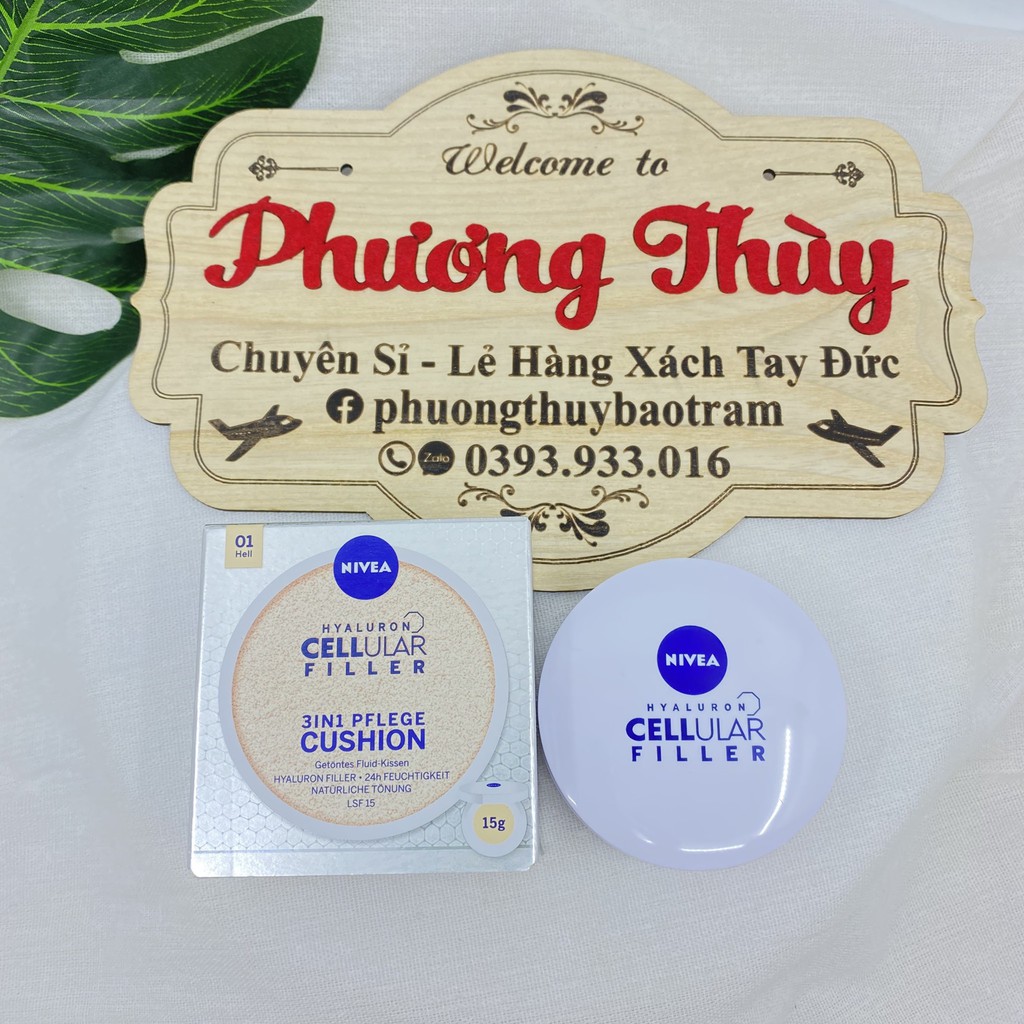 Welcome to
Phương Thùy
Chuyên Sỉ - Lẻ Hàng Xách Tay Đức
phuongthuybaotram
Zalo 0393.933.016
01
Hell
NIVEA
HYALURON
CELLULAR
FILLER
3IN1 PFLEGE
CUSHION
Getöntes Fluid-Kissen
HYALURON FILLER • 24h FEUCHTIGKEIT
NATÜRLICHE TÖNUNG
LSF 15
15g
NIVEA
HYALURON
CELLULAR
FILLER